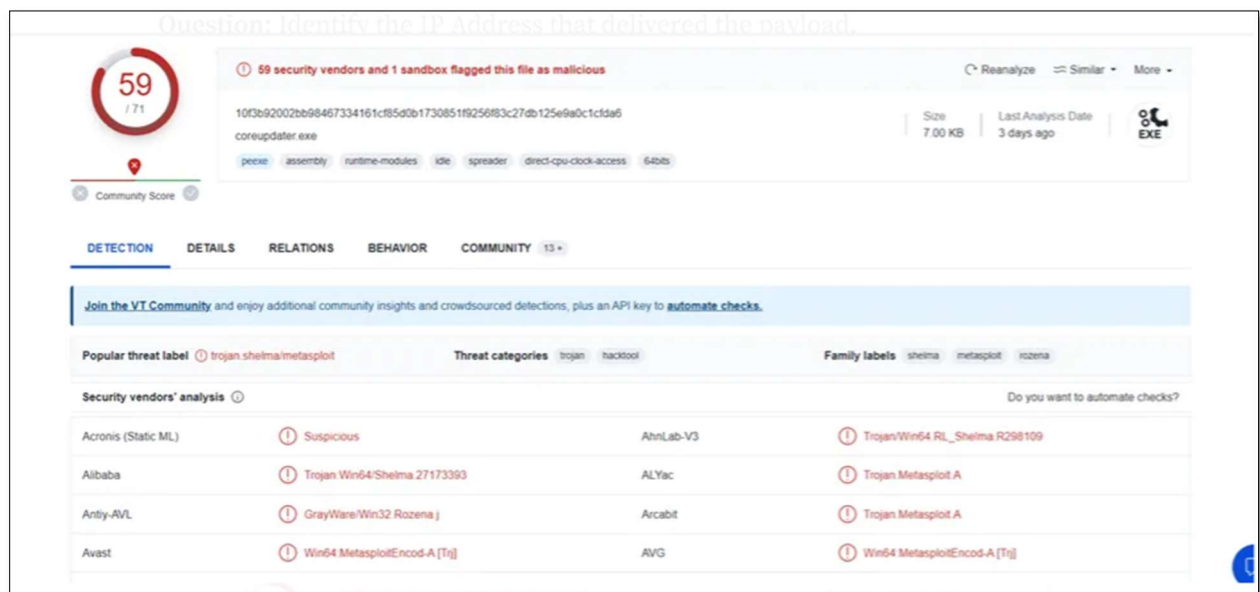 Question: Identify the IP Address that delivered the payload.
59
/ 71
Community Score
59 security vendors and 1 sandbox flagged this file as malicious
Reanalyze Similar More
10f3b92002bb98467334161cf85d0b1730851f9256f83c27db125e9a0c1cfda6
coreupdater.exe
peexe assembly runtime-modules idle spreader direct-cpu-clock-access 64bits
Size
7.00 KB
Last Analysis Date
3 days ago
EXE
DETECTION DETAILS RELATIONS BEHAVIOR COMMUNITY 13+
Join the VT Community and enjoy additional community insights and crowdsourced detections, plus an API key to automate checks.
Popular threat label trojan.shelma/metasploit Threat categories trojan hacktool Family labels shelma metasploit rozena
Security vendors' analysis Do you want to automate checks?
Acronis (Static ML) Suspicious AhnLab-V3 Trojan/Win64.RL_Shelma.R298109
Alibaba Trojan:Win64/Shelma.27173393 ALYac Trojan.Metasploit.A
Antiy-AVL GrayWare/Win32.Rozena.j Arcabit Trojan.Metasploit.A
Avast Win64:MetasploitEncod-A [Trj] AVG Win64:MetasploitEncod-A [Trj]